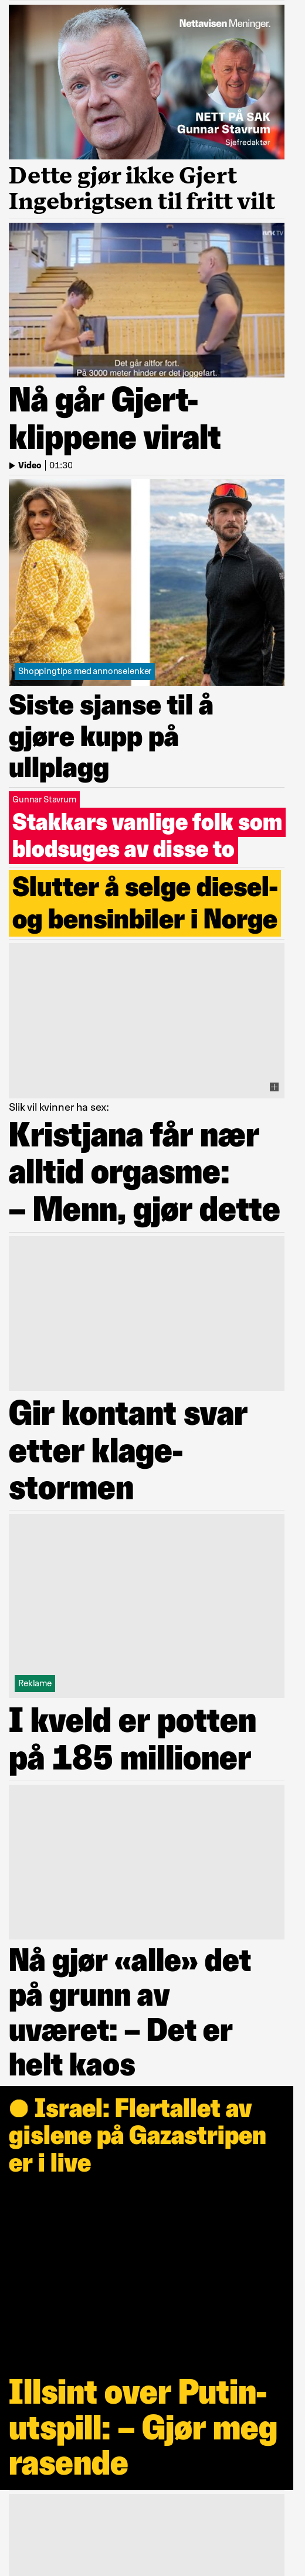 Nettavisen Meninger.
NETT PÅ SAK
Gunnar Stavrum
Sjefredaktør
Dette gjør ikke Gjert
Ingebrigtsen til fritt vilt
NRK TV
Det går altfor fort.
På 3000 meter hinder er det joggefart.
Nå går Gjert-
klippene viralt
Video | 01:30
Shoppingtips med annonselenker
Siste sjanse til å
gjøre kupp på
ullplagg
Gunnar Stavrum
Stakkars vanlige folk som
blodsuges av disse to
Slutter å selge diesel-
og bensinbiler i Norge
Slik vil kvinner ha sex:
Kristjana får nær
alltid orgasme:
– Menn, gjør dette
Gir kontant svar
etter klage-
stormen
Reklame
I kveld er potten
på 185 millioner
Nå gjør «alle» det
på grunn av
uværet: – Det er
helt kaos
Israel: Flertallet av
gislene på Gazastripen
er i live
Illsint over Putin-
utspill: – Gjør meg
rasende